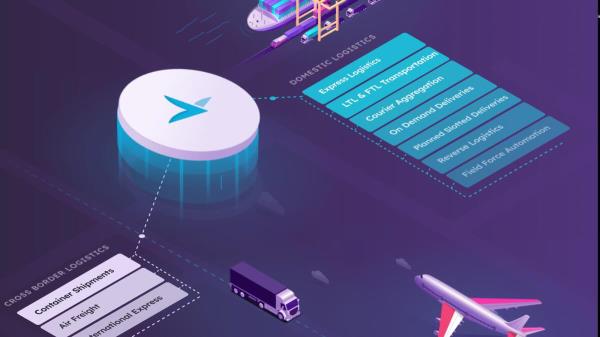 DOMESTIC LOGISTICS
Express Logistics
LTL & FTL Transportation
Courier Aggregation
On Demand Deliveries
Planned Slotted Deliveries
Reverse Logistics
Field Force Automation
CROSS BORDER LOGISTICS
Container Shipments
Air Freight
ternational Express